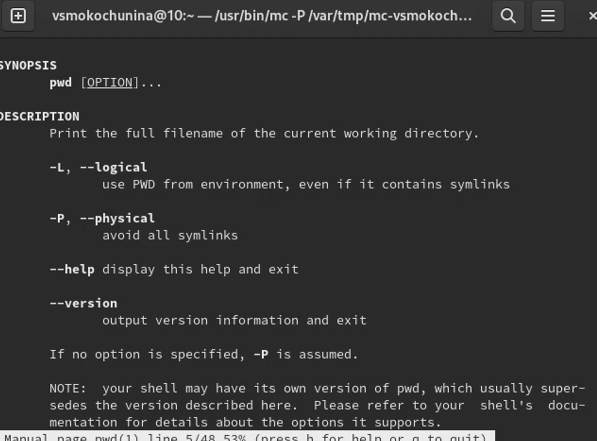 vsmokochunina@10:~ — /usr/bin/mc -P /var/tmp/mc-vsmokoch...
SYNOPSIS
pwd [OPTION]...
DESCRIPTION
Print the full filename of the current working directory.
-L, --logical
use PWD from environment, even if it contains symlinks
-P, --physical
avoid all symlinks
--help display this help and exit
--version
output version information and exit
If no option is specified, -P is assumed.
NOTE: your shell may have its own version of pwd, which usually super-
sedes the version described here. Please refer to your shell's docu-
mentation for details about the options it supports.
Manual page pwd(1) line 5/48 53% (press h for help or q to quit)